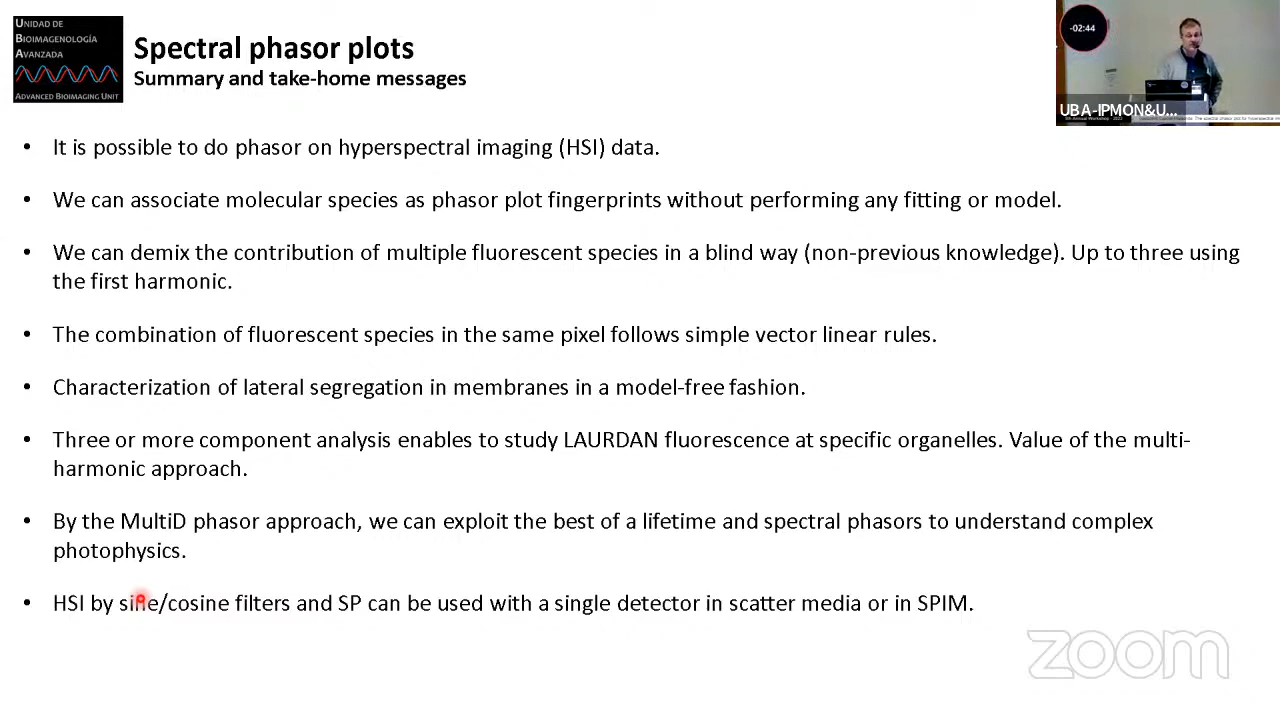 UNIDAD DE
BIOIMAGENOLOGÍA
AVANZADA
ADVANCED BIOIMAGING UNIT
Spectral phasor plots
Summary and take-home messages
-02:44
UBA-IPMON&U...
• It is possible to do phasor on hyperspectral imaging (HSI) data.
• We can associate molecular species as phasor plot fingerprints without performing any fitting or model.
• We can demix the contribution of multiple fluorescent species in a blind way (non-previous knowledge). Up to three using
the first harmonic.
• The combination of fluorescent species in the same pixel follows simple vector linear rules.
• Characterization of lateral segregation in membranes in a model-free fashion.
• Three or more component analysis enables to study LAURDAN fluorescence at specific organelles. Value of the multi-
harmonic approach.
• By the MultiD phasor approach, we can exploit the best of a lifetime and spectral phasors to understand complex
photophysics.
• HSI by sine/cosine filters and SP can be used with a single detector in scatter media or in SPIM.
zoom